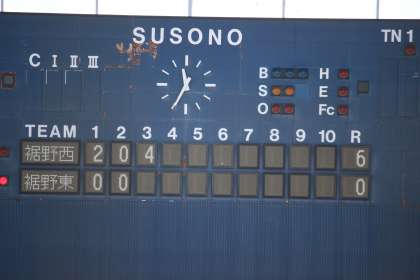 SUSONO
TN 1
C I II III
B H
S E
O Fc
TEAM 1 2 3 4 5 6 7 8 9 10 R
裾野西 2 0 4 6
裾野東 0 0 0